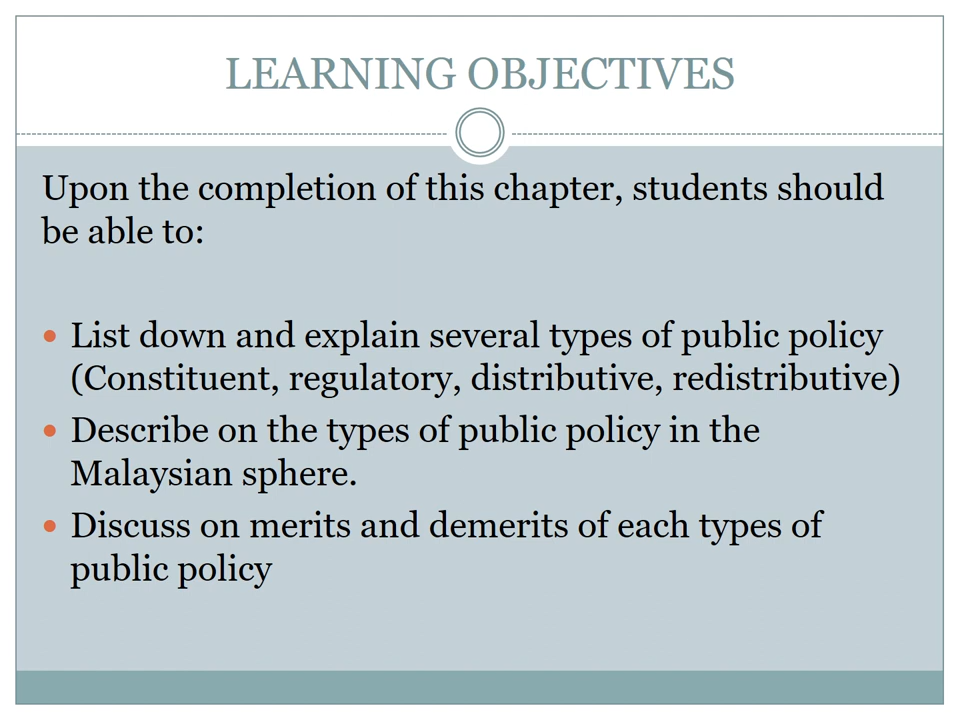 LEARNING OBJECTIVES
Upon the completion of this chapter, students should
be able to:
• List down and explain several types of public policy
(Constituent, regulatory, distributive, redistributive)
• Describe on the types of public policy in the
Malaysian sphere.
• Discuss on merits and demerits of each types of
public policy